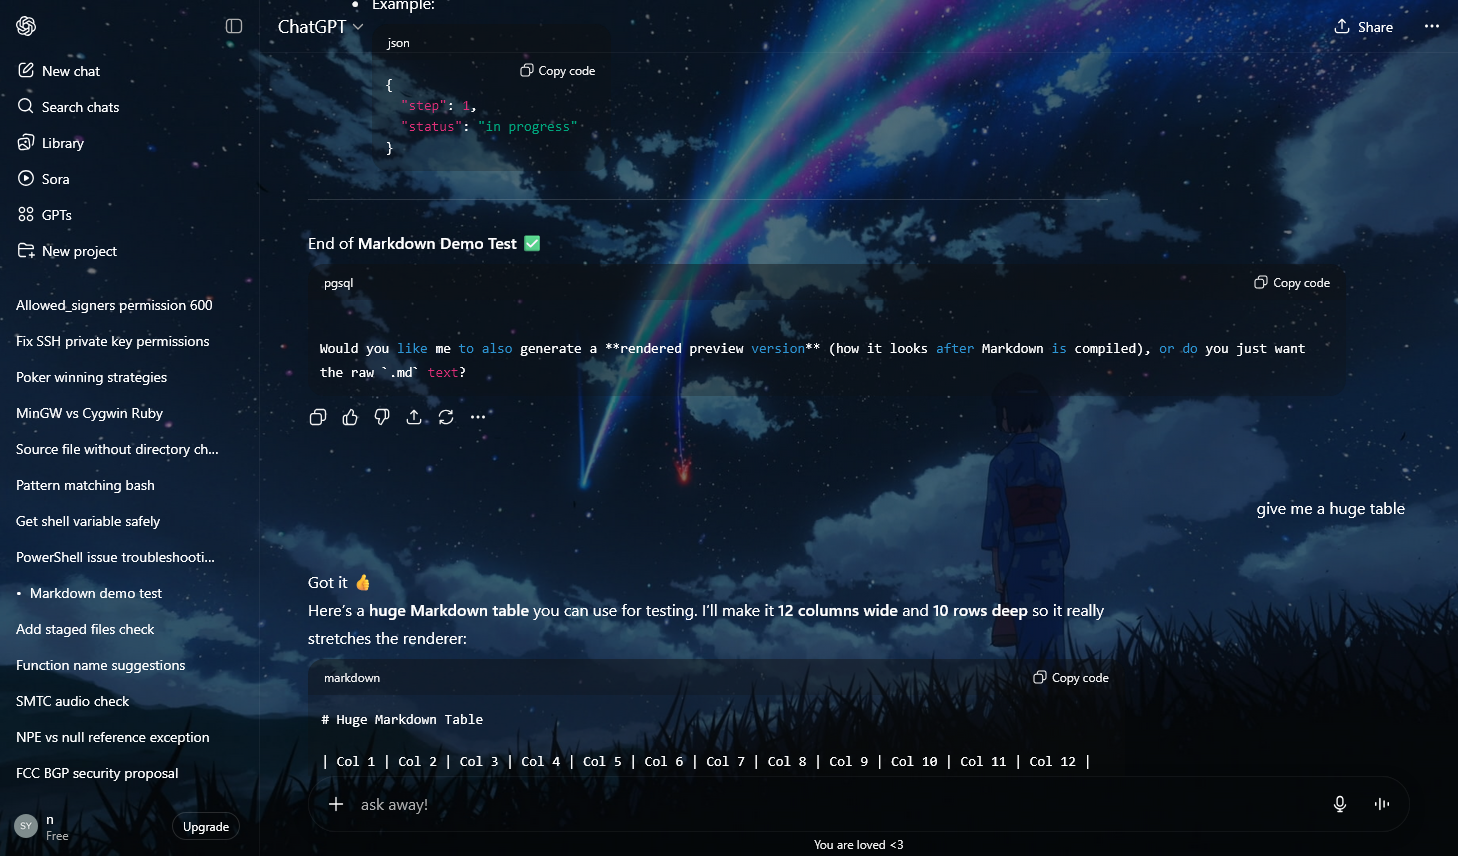 New chat
Search chats
Library
Sora
GPTs
New project
Allowed_signers permission 600
Fix SSH private key permissions
Poker winning strategies
MinGW vs Cygwin Ruby
Source file without directory ch...
Pattern matching bash
Get shell variable safely
PowerShell issue troubleshooti...
• Markdown demo test
Add staged files check
Function name suggestions
SMTC audio check
NPE vs null reference exception
FCC BGP security proposal
SY
n
Free
Upgrade
ChatGPT
Share
• Example:
json
Copy code
{
"step": 1,
"status": "in progress"
}
End of Markdown Demo Test ✅
pgsql
Copy code
Would you like me to also generate a **rendered preview version** (how it looks after Markdown is compiled), or do you just want
the raw `.md` text?
give me a huge table
Got it 👍
Here's a huge Markdown table you can use for testing. I'll make it 12 columns wide and 10 rows deep so it really
stretches the renderer:
markdown
Copy code
# Huge Markdown Table
| Col 1 | Col 2 | Col 3 | Col 4 | Col 5 | Col 6 | Col 7 | Col 8 | Col 9 | Col 10 | Col 11 | Col 12 |
ask away!
You are loved <3